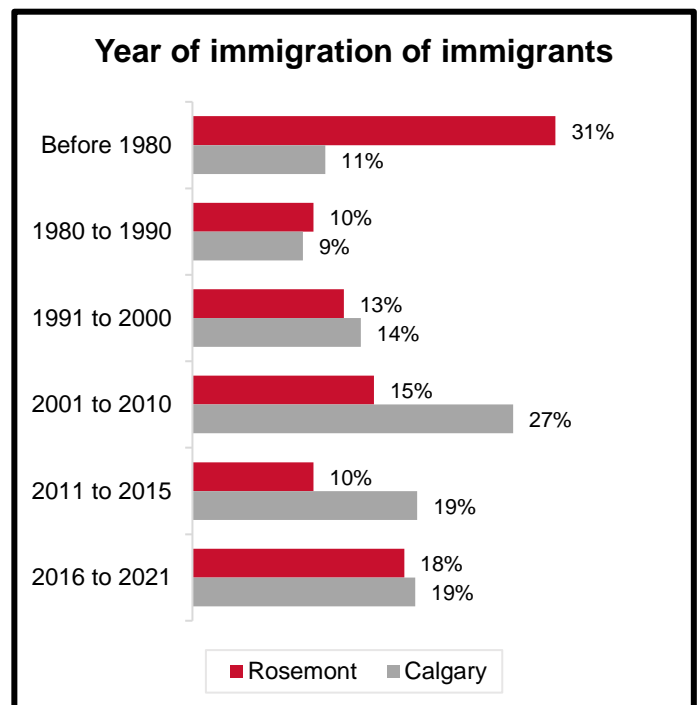 Year of immigration of immigrants
Before 1980
31%
11%
1980 to 1990
10%
9%
1991 to 2000
13%
14%
2001 to 2010
15%
27%
2011 to 2015
10%
19%
2016 to 2021
18%
19%
Rosemont Calgary